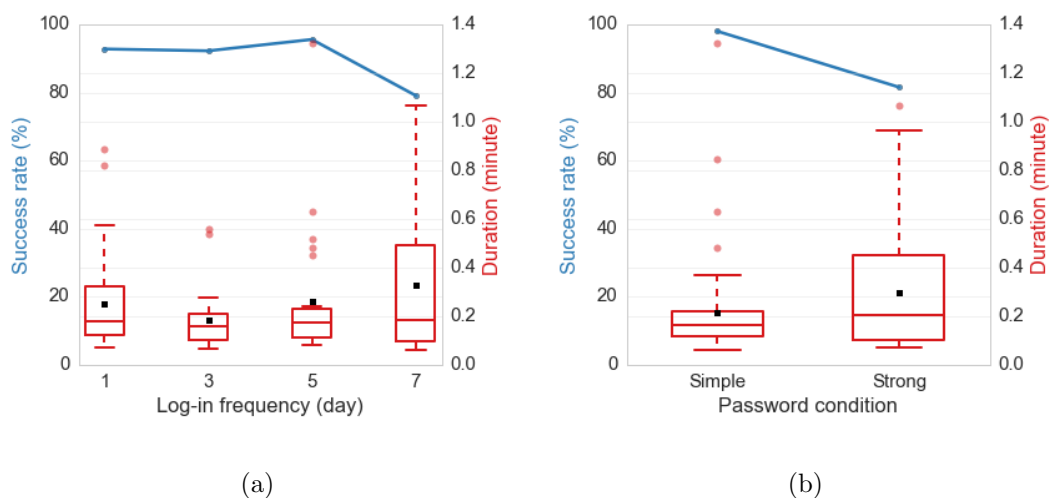 100
80
60
40
20
0
Success rate (%)
1.4
1.2
1.0
0.8
0.6
0.4
0.2
0.0
Duration (minute)
1 3 5 7
Log-in frequency (day)
(a)
100
80
60
40
20
0
Success rate (%)
1.4
1.2
1.0
0.8
0.6
0.4
0.2
0.0
Duration (minute)
Simple Strong
Password condition
(b)